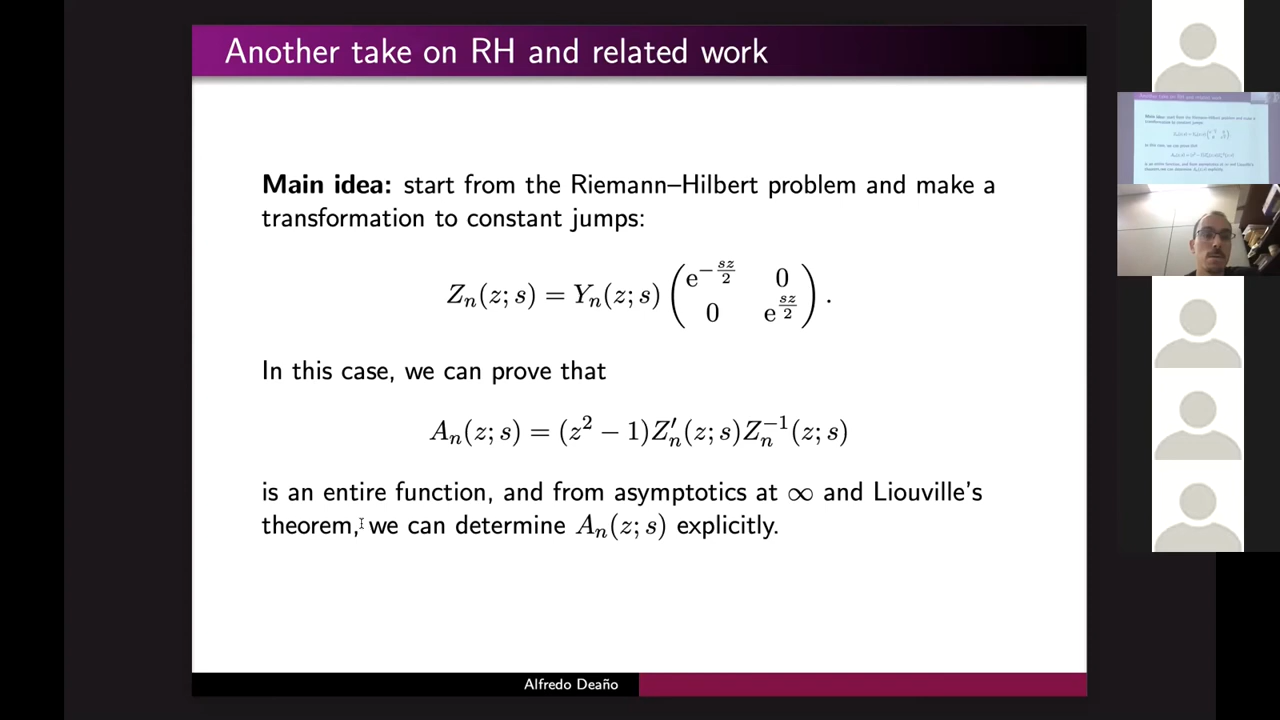 Another take on RH and related work
Main idea: start from the Riemann–Hilbert problem and make a
transformation to constant jumps:
Z_n(z; s) = Y_n(z; s) ( e^{-\frac{sz}{2}} 0 \\ 0 e^{\frac{sz}{2}} ) .
In this case, we can prove that
A_n(z; s) = (z^2 − 1)Z'_n(z; s)Z_n^{-1}(z; s)
is an entire function, and from asymptotics at ∞ and Liouville's
theorem, we can determine A_n(z; s) explicitly.
Alfredo Deaño